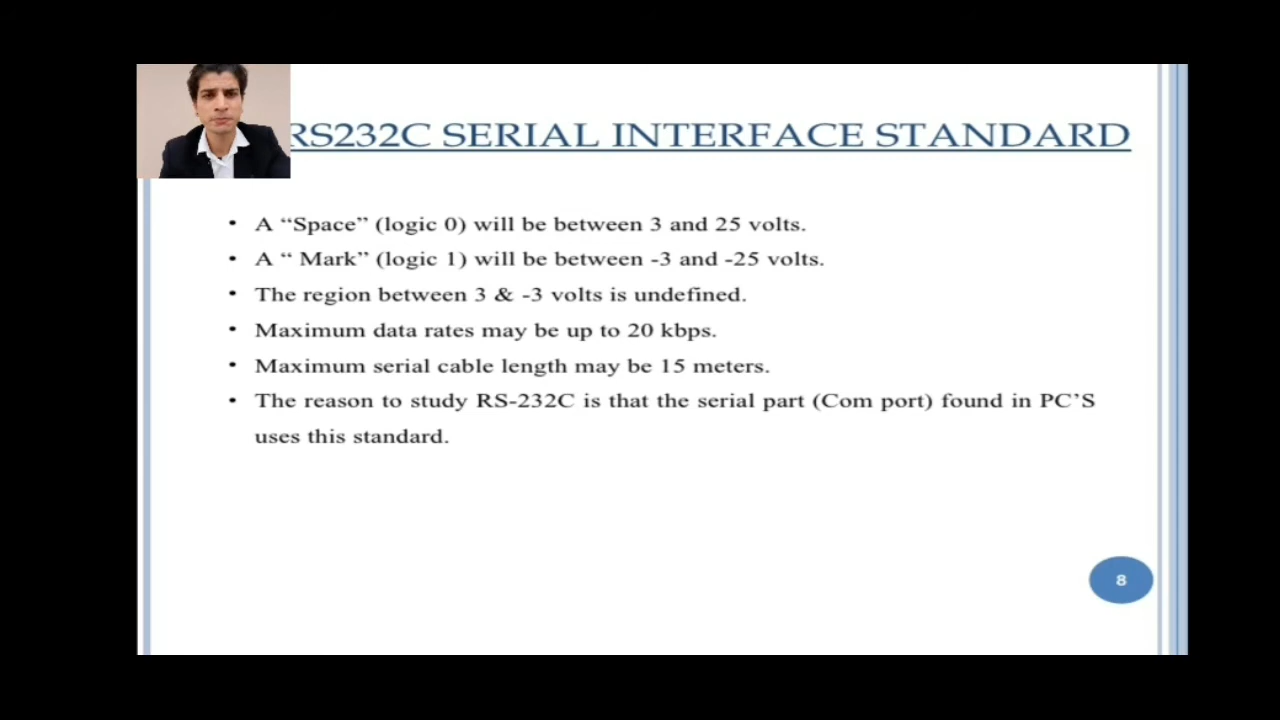 RS232C SERIAL INTERFACE STANDARD
• A “Space” (logic 0) will be between 3 and 25 volts.
• A “ Mark” (logic 1) will be between -3 and -25 volts.
• The region between 3 & -3 volts is undefined.
• Maximum data rates may be up to 20 kbps.
• Maximum serial cable length may be 15 meters.
• The reason to study RS-232C is that the serial part (Com port) found in PC’S
uses this standard.
8